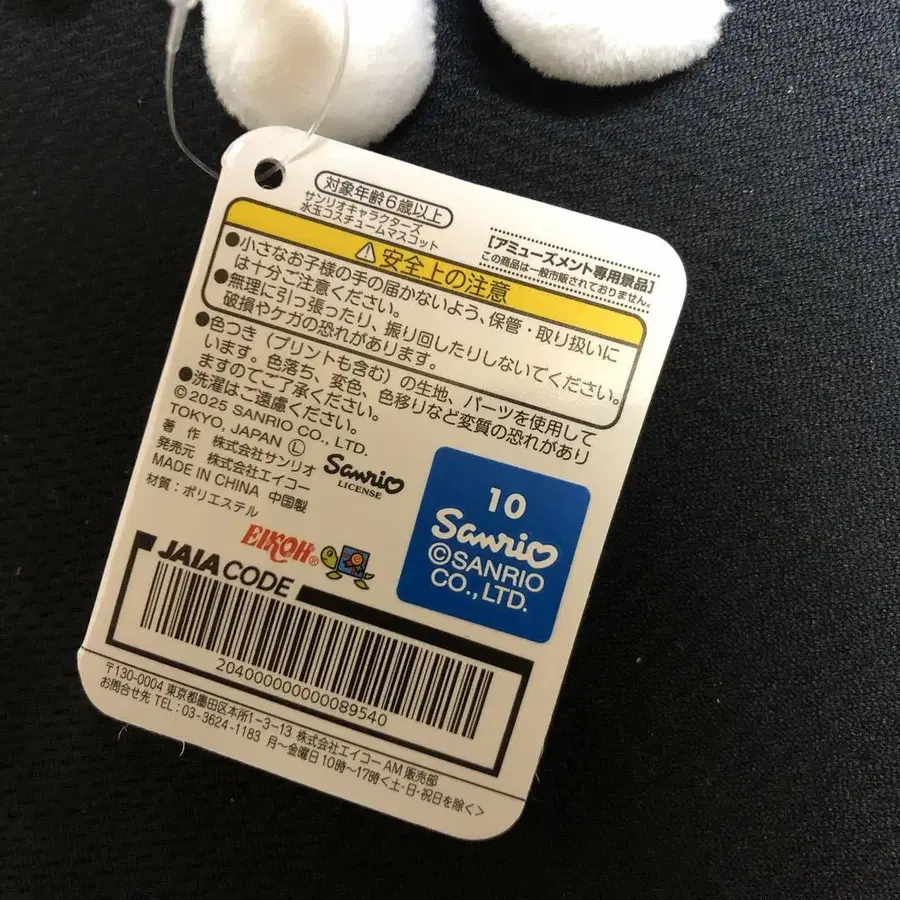 対象年齢6歳以上
サンリオキャラクターズ
水玉コスチュームマスコット
[アミューズメント専用景品]
この商品は一般市販されておりません。
⚠安全上の注意
●小さなお子様の手の届かないよう、保管・取り扱いに
は十分ご注意ください。
●無理に引っ張ったり、振り回したりしないでください。
破損やケガの恐れがあります。
●色つき（プリントも含む）の生地、パーツを使用して
います。色落ち、変色、色移りなど変質の恐れがあり
ますのでご了承ください。
●洗濯はご遠慮ください。
©2025 SANRIO CO., LTD.
TOKYO, JAPAN Ⓛ
著 作 株式会社サンリオ
発売元 株式会社エイコー
MADE IN CHINA 中国製
材質：ポリエステル
Sanrio
LICENSE
EIKOH®
10
Sanrio
©SANRIO
CO., LTD.
JAIA CODE
2040000000000089540
〒130-0004 東京都墨田区本所1-3-13 株式会社エイコー AM 販売部
お問合せ先 TEL：03-3624-1183 月〜金曜日10時〜17時<土・日・祝日を除く>